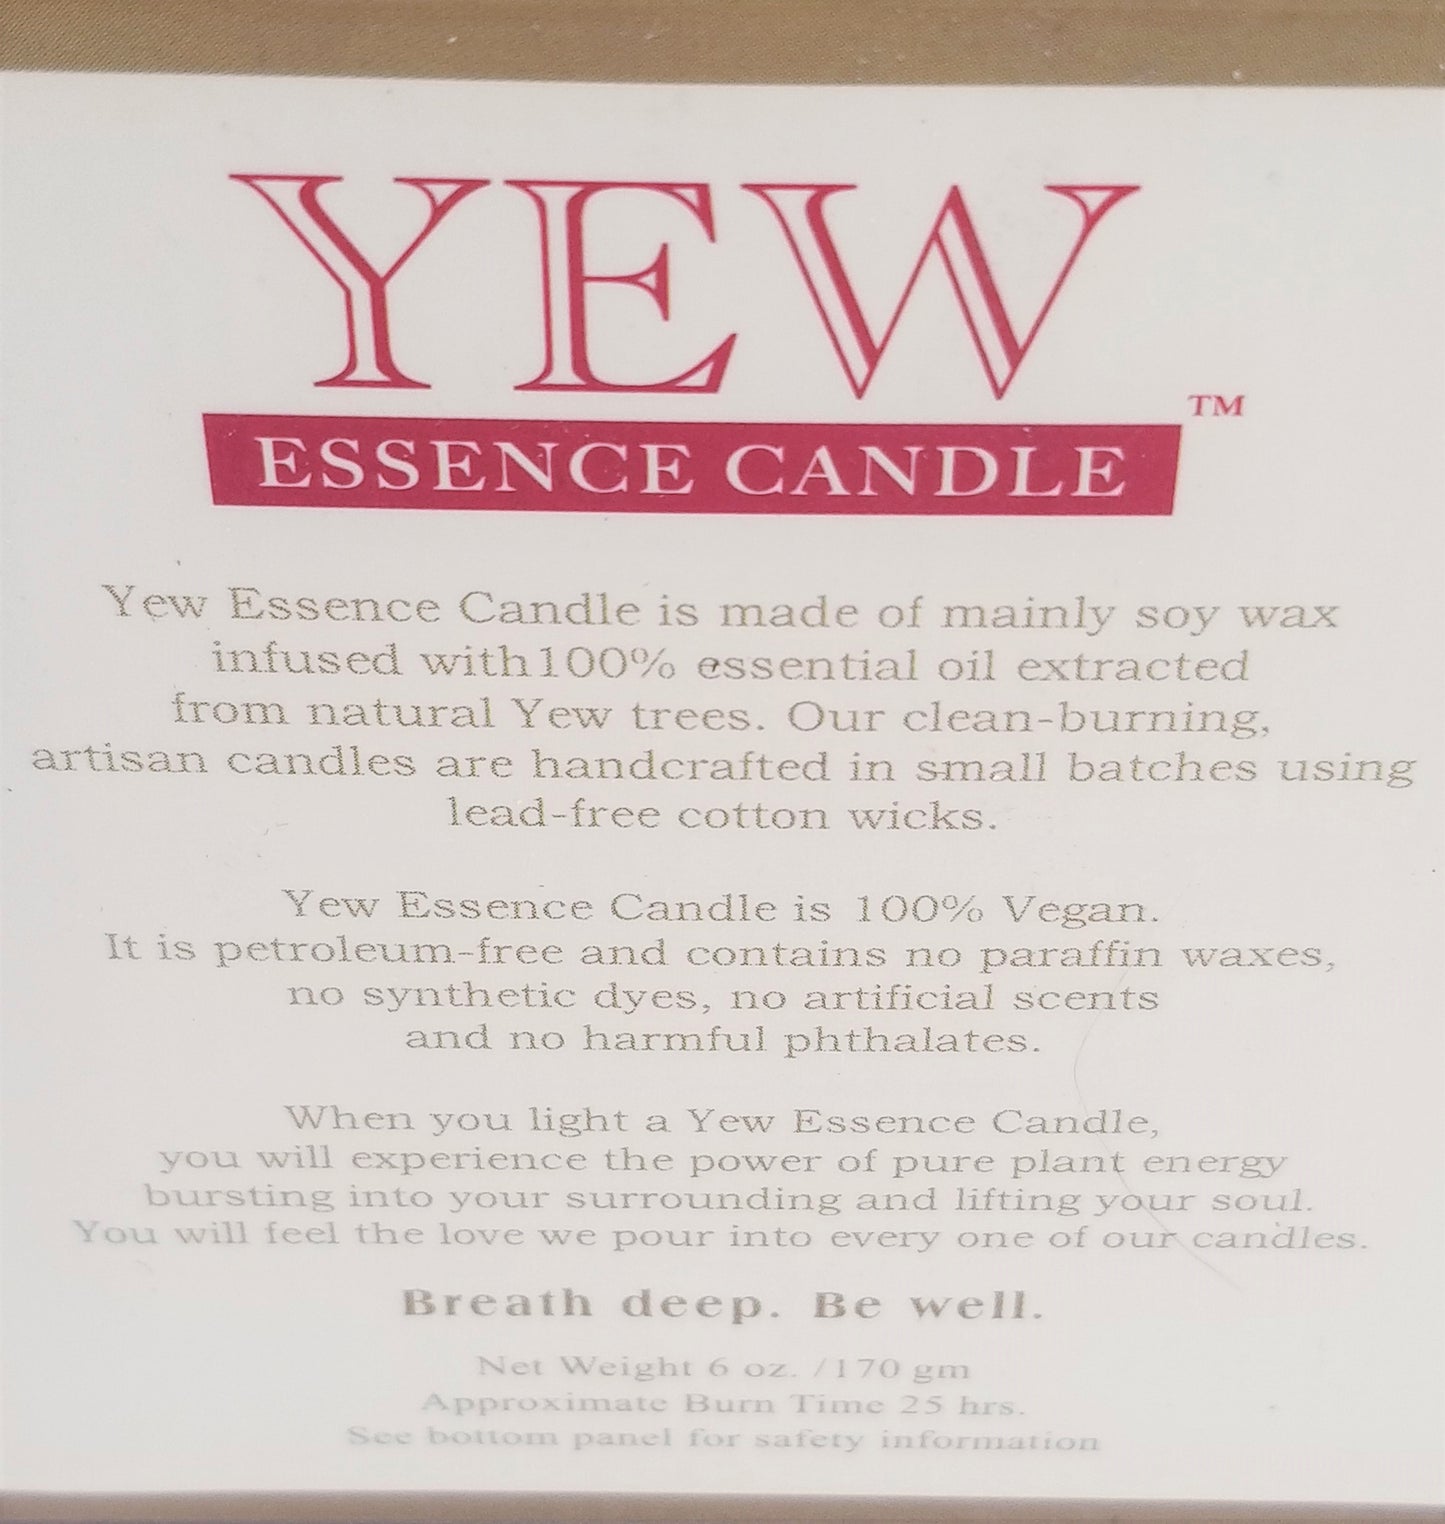 YEW
TM
ESSENCE CANDLE
Yew Essence Candle is made of mainly soy wax
infused with100% essential oil extracted
from natural Yew trees. Our clean-burning,
artisan candles are handcrafted in small batches using
lead-free cotton wicks.
Yew Essence Candle is 100% Vegan.
It is petroleum-free and contains no paraffin waxes,
no synthetic dyes, no artificial scents
and no harmful phthalates.
When you light a Yew Essence Candle,
you will experience the power of pure plant energy
bursting into your surrounding and lifting your soul.
You will feel the love we pour into every one of our candles.
Breath deep. Be well.
Net Weight 6 oz. /170 gm
Approximate Burn Time 25 hrs.
See bottom panel for safety information